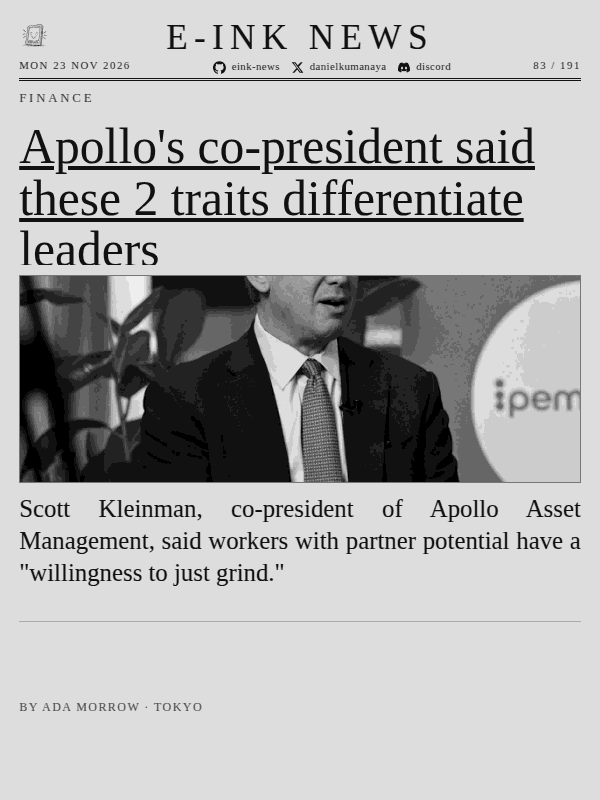 E-INK NEWS
MON 23 NOV 2026
eink-news danielkumanaya discord
83 / 191
FINANCE
Apollo's co-president said
these 2 traits differentiate
leaders
ipem
Scott Kleinman, co-president of Apollo Asset
Management, said workers with partner potential have a
"willingness to just grind."
BY ADA MORROW · TOKYO